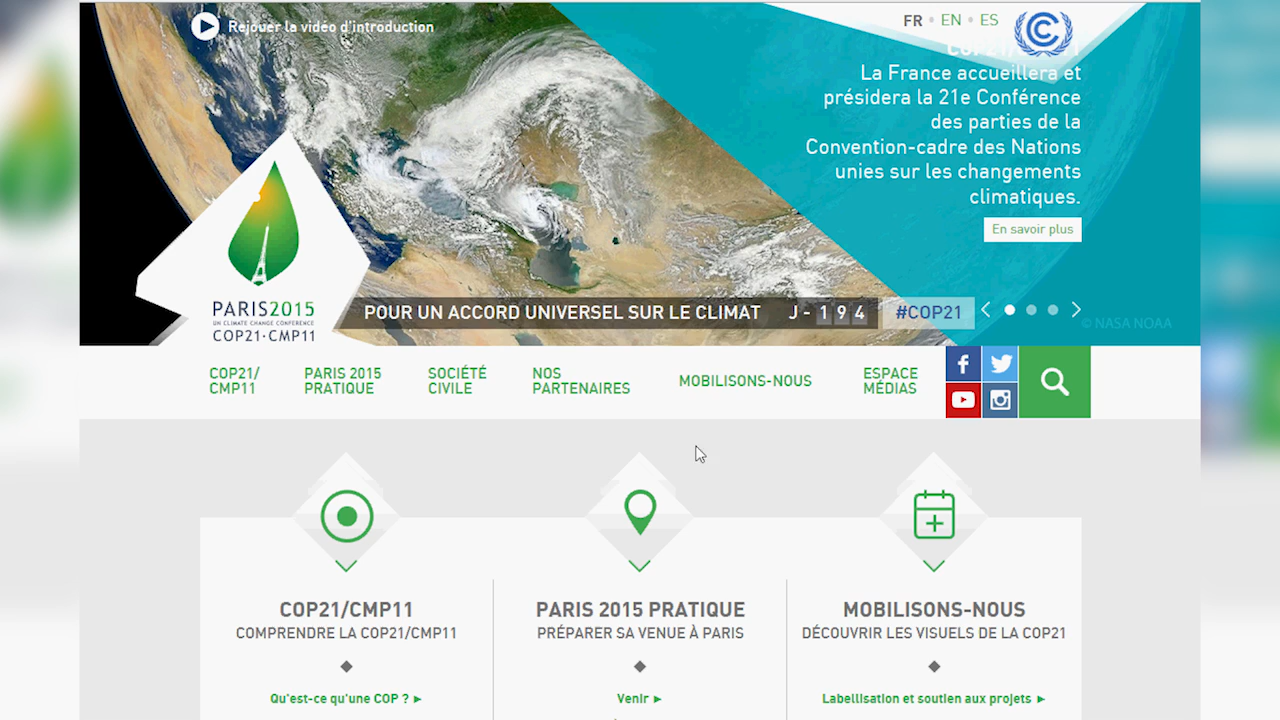 Rejouer la vidéo d'introduction
FR • EN • ES
La France accueillera et
présidera la 21e Conférence
des parties de la
Convention-cadre des Nations
unies sur les changements
climatiques.
En savoir plus
PARIS2015
UN CLIMATE CHANGE CONFERENCE
COP21·CMP11
POUR UN ACCORD UNIVERSEL SUR LE CLIMAT J - 194
#COP21
© NASA NOAA
COP21/
CMP11
PARIS 2015
PRATIQUE
SOCIÉTÉ
CIVILE
NOS
PARTENAIRES
MOBILISONS-NOUS
ESPACE
MÉDIAS
COP21/CMP11
COMPRENDRE LA COP21/CMP11
Qu'est-ce qu'une COP ? ►
PARIS 2015 PRATIQUE
PRÉPARER SA VENUE À PARIS
Venir ►
MOBILISONS-NOUS
DÉCOUVRIR LES VISUELS DE LA COP21
Labellisation et soutien aux projets ►